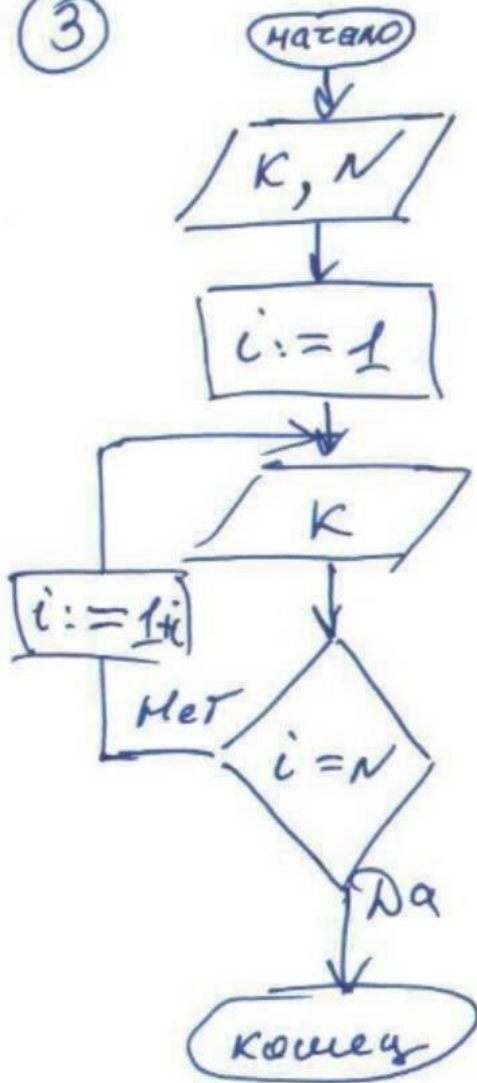 3
начало
K, N
i := 1
K
i := 1+i
Нет
i = N
Да
конец